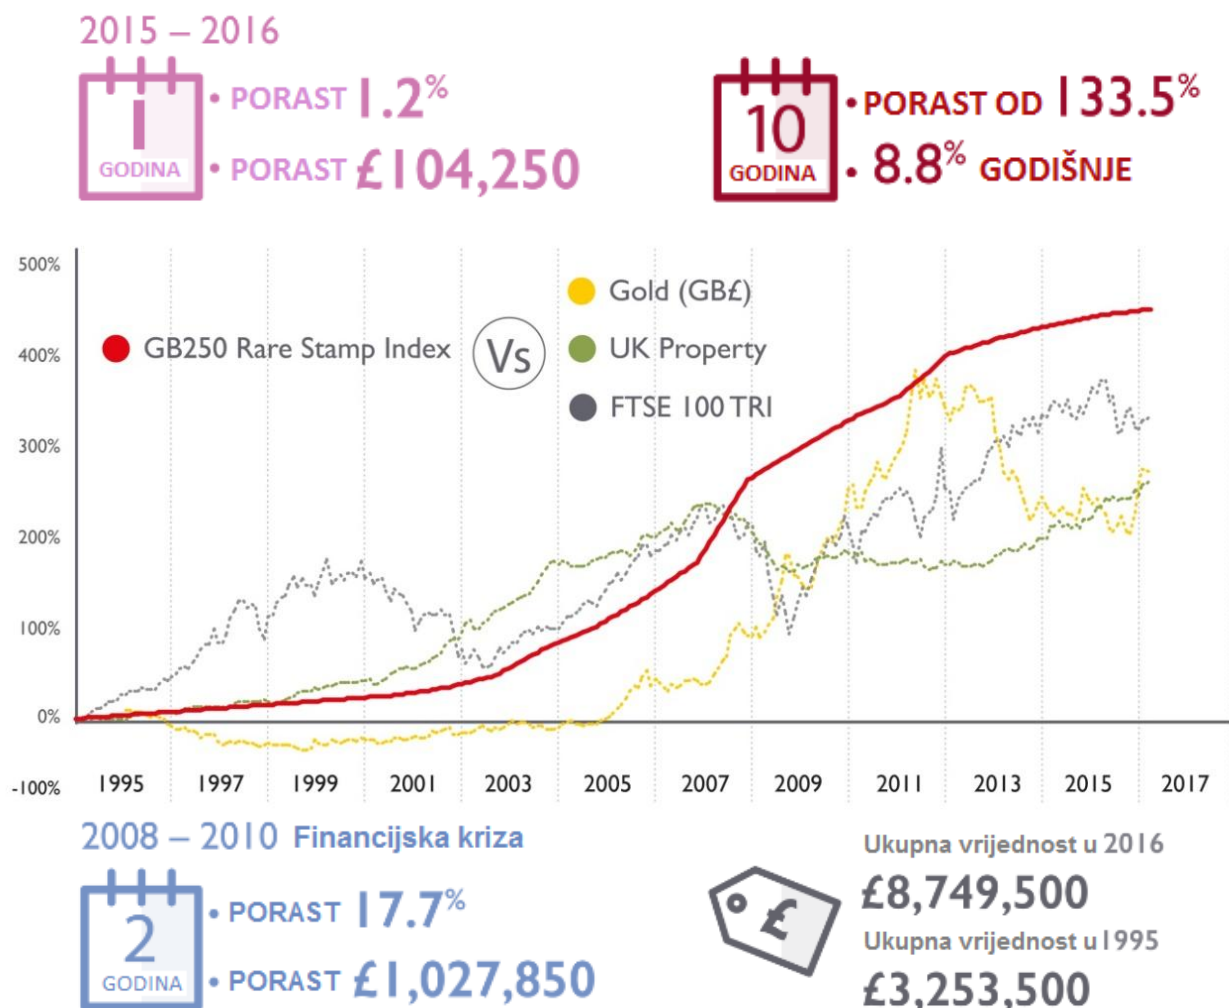 2015 – 2016
1
GODINA
• PORAST 1.2%
• PORAST £104,250
10
GODINA
• PORAST OD 133.5%
• 8.8% GODIŠNJE
500%
400%
300%
200%
100%
0%
-100%
GB250 Rare Stamp Index
Vs
Gold (GB£)
UK Property
FTSE 100 TRI
1995 1997 1999 2001 2003 2005 2007 2009 2011 2013 2015 2017
2008 – 2010 Financijska kriza
2
GODINA
• PORAST 17.7%
• PORAST £1,027,850
£
Ukupna vrijednost u 2016
£8,749,500
Ukupna vrijednost u 1995
£3,253,500